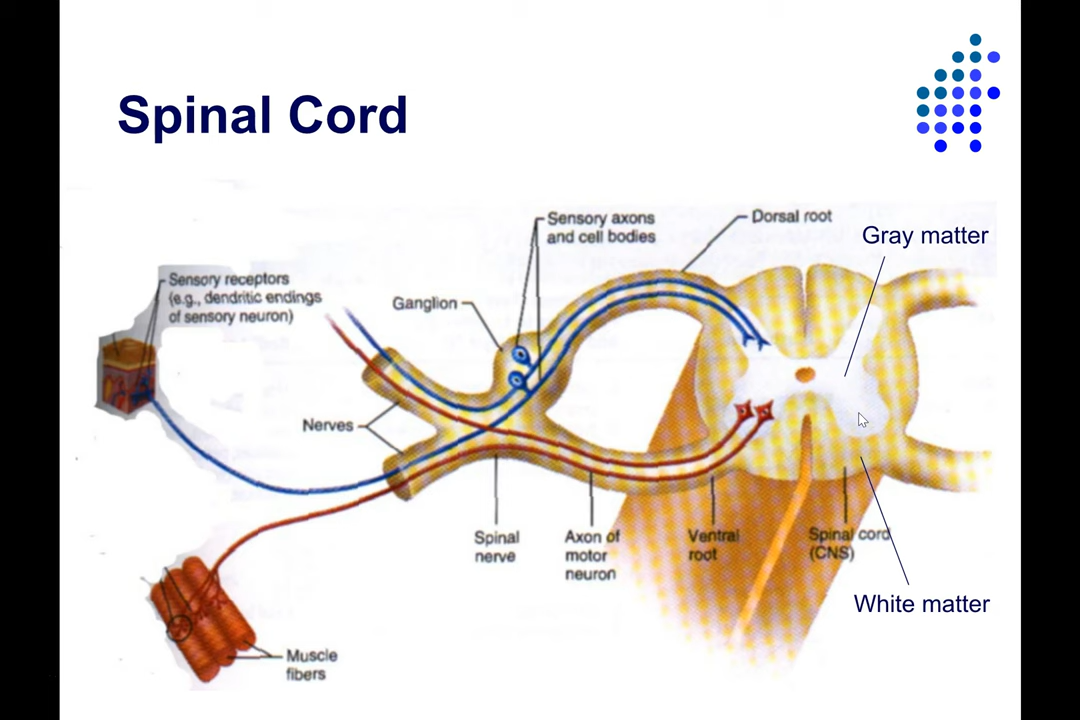 Spinal Cord
Sensory axons
and cell bodies
Dorsal root
Gray matter
Sensory receptors
(e.g., dendritic endings
of sensory neuron)
Ganglion
Nerves
Spinal
nerve
Axon of
motor
neuron
Ventral
root
Spinal cord
(CNS)
White matter
Muscle
fibers